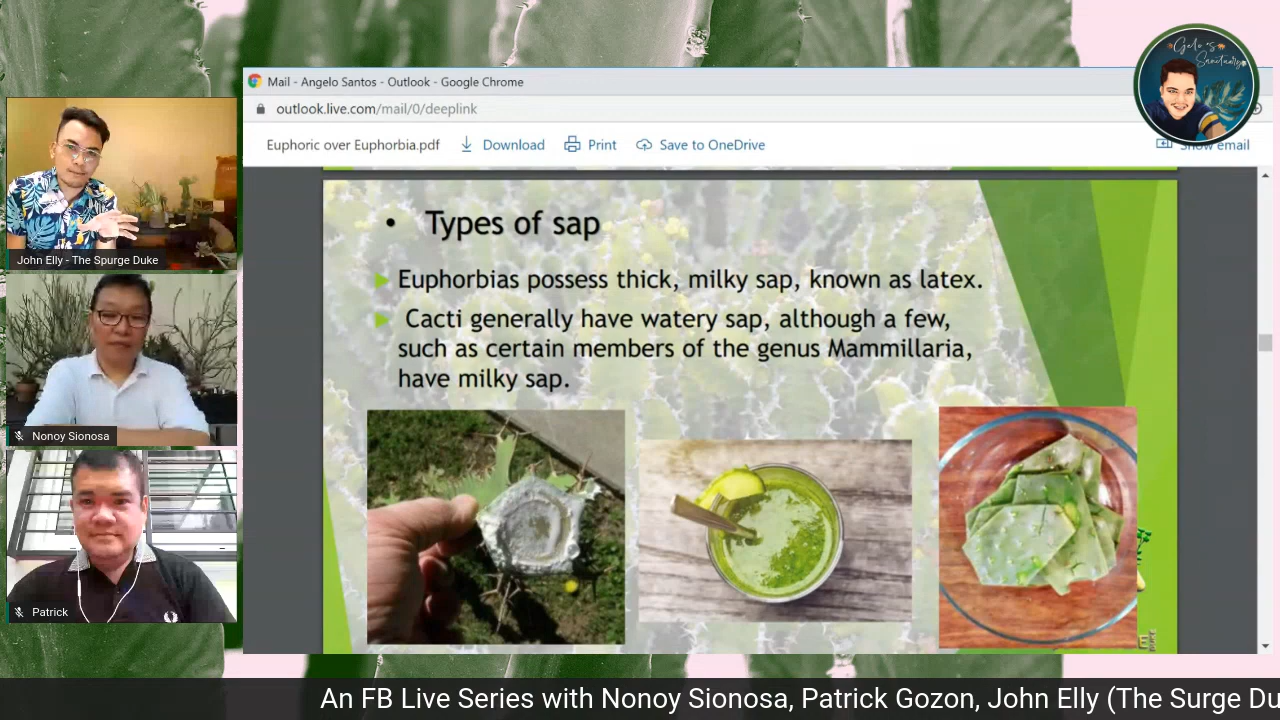 Gelo's
Sanctuary
Mail - Angelo Santos - Outlook - Google Chrome
outlook.live.com/mail/0/deeplink
Euphoric over Euphorbia.pdf Download Print Save to OneDrive Show email
• Types of sap
Euphorbias possess thick, milky sap, known as latex.
Cacti generally have watery sap, although a few,
such as certain members of the genus Mammillaria,
have milky sap.
John Elly - The Spurge Duke
Nonoy Sionosa
Patrick
An FB Live Series with Nonoy Sionosa, Patrick Gozon, John Elly (The Surge Du